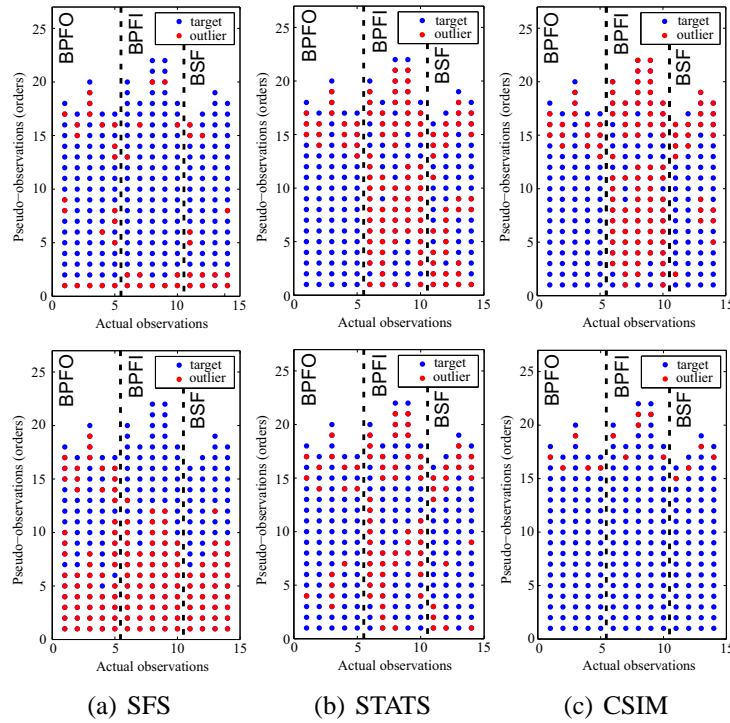 25
20
15
10
5
0
0
5
10
15
Pseudo−observations (orders)
Actual observations
BPFO
BPFI
BSF
target
outlier
25
20
15
10
5
0
0
5
10
15
Pseudo−observations (orders)
Actual observations
BPFO
BPFI
BSF
target
outlier
25
20
15
10
5
0
0
5
10
15
Pseudo−observations (orders)
Actual observations
BPFO
BPFI
BSF
target
outlier
25
20
15
10
5
0
0
5
10
15
Pseudo−observations (orders)
Actual observations
BPFO
BPFI
BSF
target
outlier
25
20
15
10
5
0
0
5
10
15
Pseudo−observations (orders)
Actual observations
BPFO
BPFI
BSF
target
outlier
25
20
15
10
5
0
0
5
10
15
Pseudo−observations (orders)
Actual observations
BPFO
BPFI
BSF
target
outlier
(a) SFS
(b) STATS
(c) CSIM